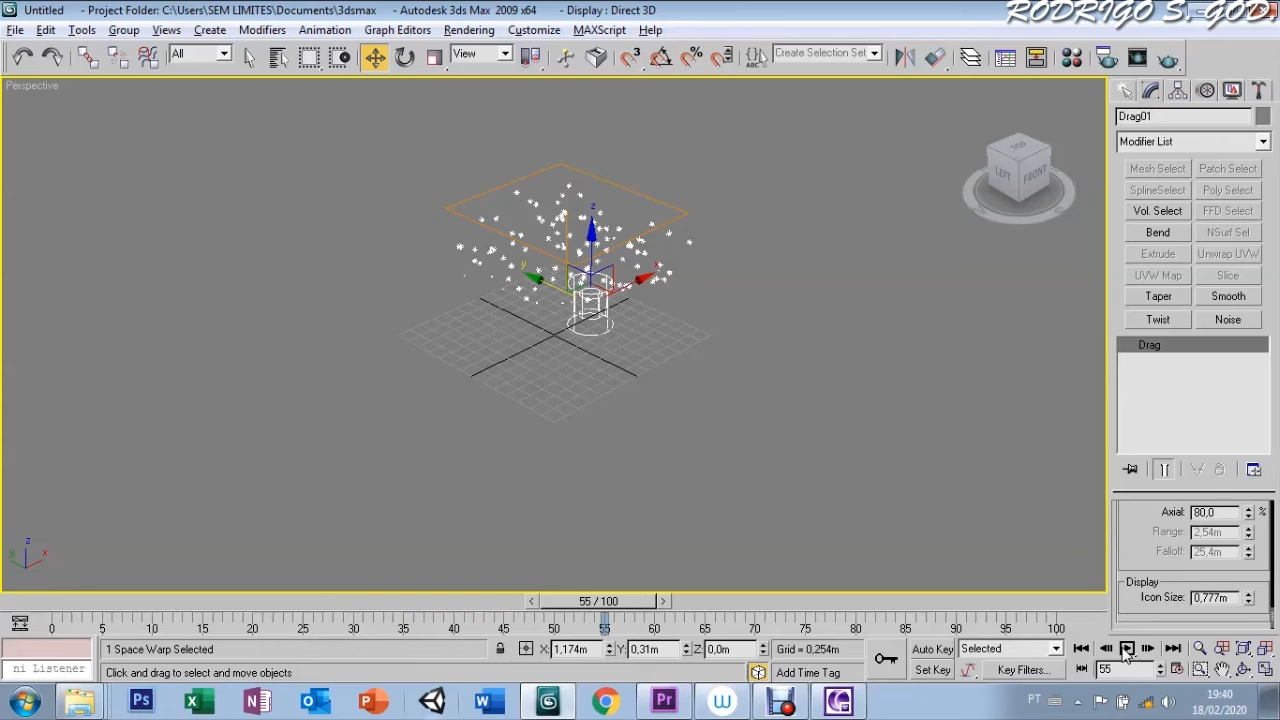 Untitled - Project Folder: C:\Users\SEM LIMITES\Documents\3dsmax - Autodesk 3ds Max 2009 x64 - Display : Direct 3D
RODRIGO S. GOD
File Edit Tools Group Views Create Modifiers Animation Graph Editors Rendering Customize MAXScript Help
All View 3 % ABC Create Selection Set
Perspective
TOP
LEFT FRONT
z
y x
z
y x
Drag01
Modifier List
Mesh Select Patch Select
SplineSelect Poly Select
Vol. Select FFD Select
Bend NSurf Sel
Extrude Unwrap UVW
UVW Map Slice
Taper Smooth
Twist Noise
Drag
Axial: 80,0 %
Range: 2,54m
Falloff: 25,4m
Display
Icon Size: 0,777m
< 55 / 100 >
0 5 10 15 20 25 30 35 40 45 50 55 60 65 70 75 80 85 90 95 100
1 Space Warp Selected X: 1,174m Y: 0,31m Z: 0,0m Grid = 0,254m Auto Key Selected
ni Listener Click and drag to select and move objects Add Time Tag Set Key Key Filters... 55
Ps X N O P W Pr W
PT 19:40
18/02/2020